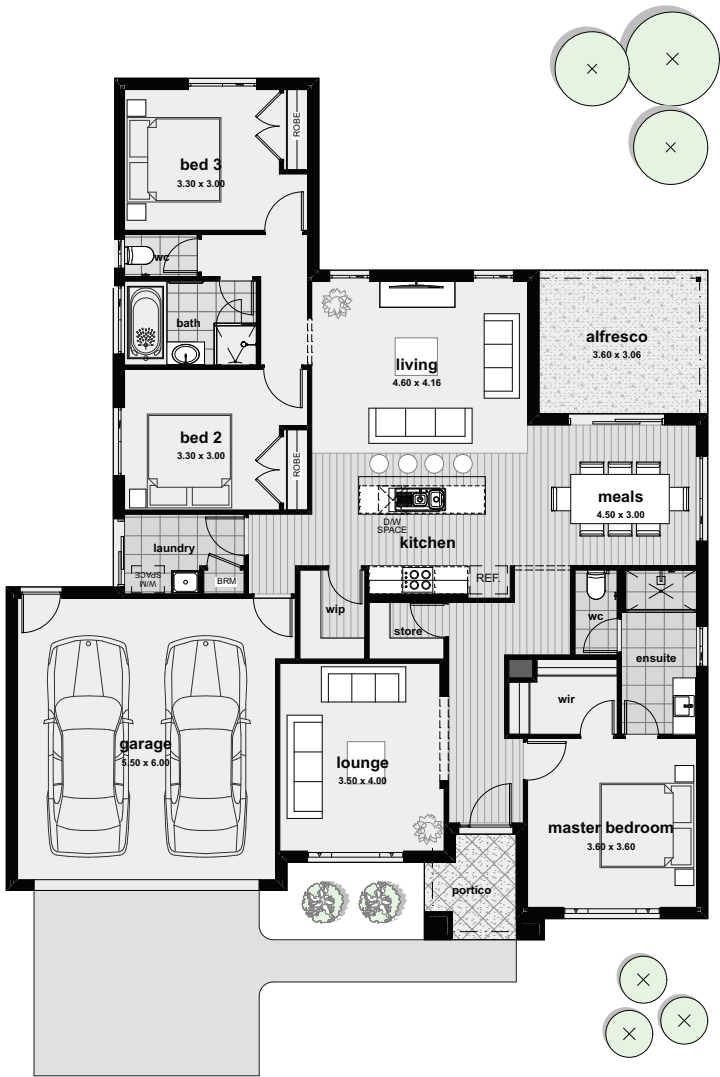 bed 3
3.30 x 3.00
ROBE
wc
bath
living
4.60 x 4.16
alfresco
3.60 x 3.06
bed 2
3.30 x 3.00
ROBE
meals
4.50 x 3.00
D/W
SPACE
kitchen
laundry
W/M
SPACE
BRM
REF.
wip
store
wc
ensuite
wir
garage
5.50 x 6.00
lounge
3.50 x 4.00
master bedroom
3.60 x 3.60
portico